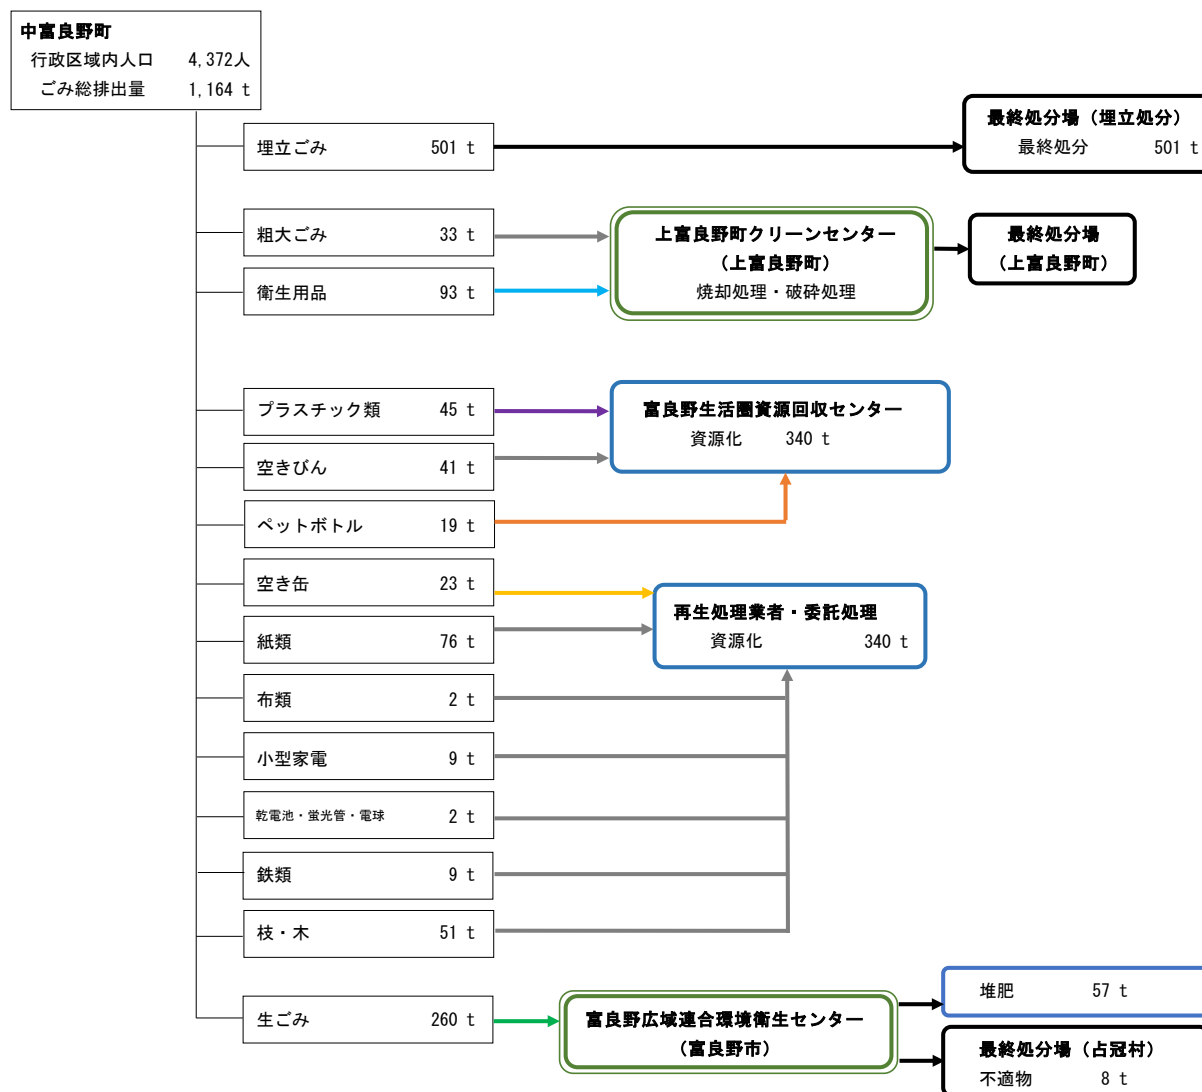 中富良野町
行政区域内人口 4,372人
ごみ総排出量 1,164 t
埋立ごみ 501 t
最終処分場（埋立処分）
最終処分 501 t
粗大ごみ 33 t
衛生用品 93 t
上富良野町クリーンセンター
（上富良野町）
焼却処理・破砕処理
最終処分場
（上富良野町）
プラスチック類 45 t
空きびん 41 t
ペットボトル 19 t
富良野生活圏資源回収センター
資源化 340 t
空き缶 23 t
紙類 76 t
布類 2 t
小型家電 9 t
乾電池・蛍光管・電球 2 t
鉄類 9 t
枝・木 51 t
再生処理業者・委託処理
資源化 340 t
生ごみ 260 t
富良野広域連合環境衛生センター
（富良野市）
堆肥 57 t
最終処分場（占冠村）
不適物 8 t